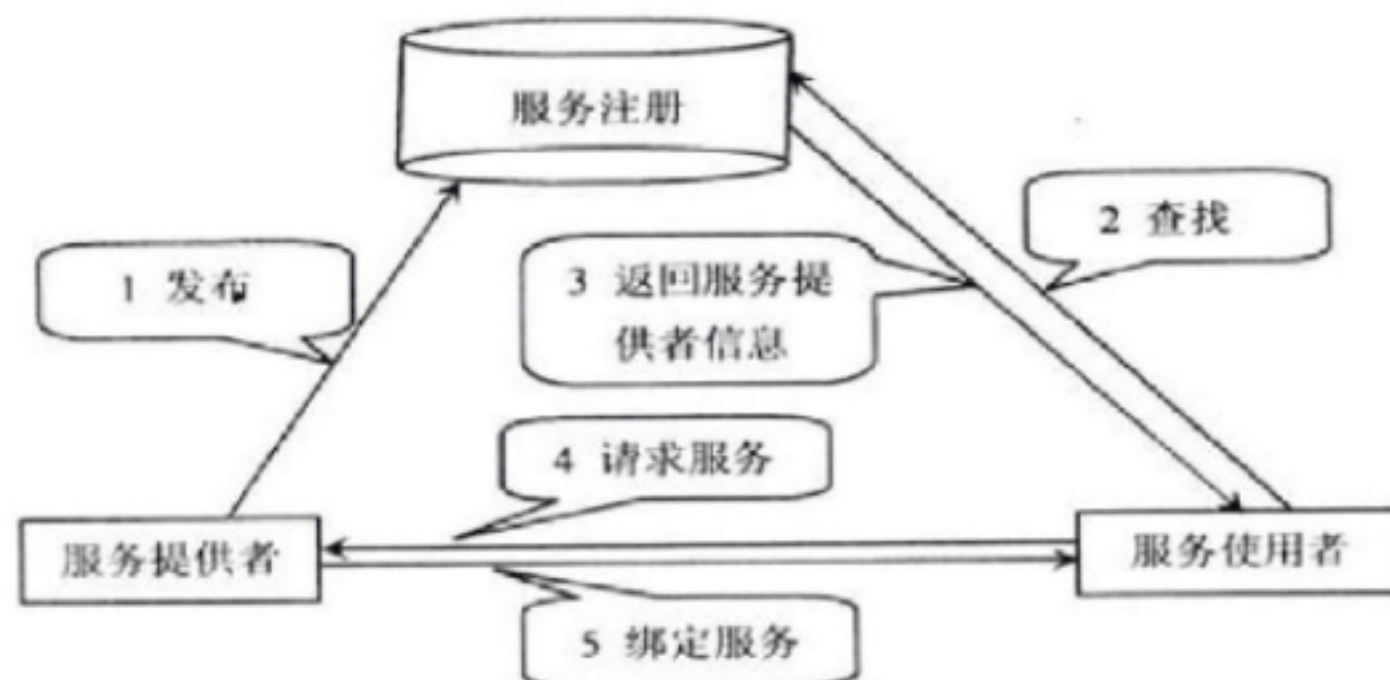 服务注册
2 查找
1 发布
3 返回服务提
供者信息
4 请求服务
服务提供者
服务使用者
5 绑定服务